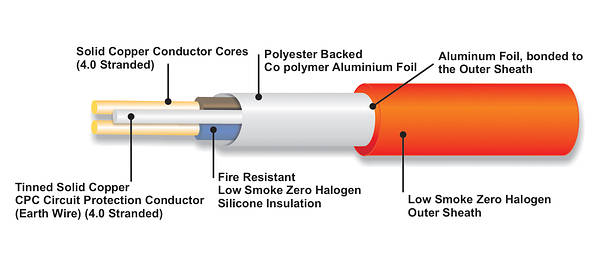 Solid Copper Conductor Cores
(4.0 Stranded)
Polyester Backed
Co polymer Aluminium Foil
Aluminum Foil, bonded to
the Outer Sheath
Tinned Solid Copper
CPC Circuit Protection Conductor
(Earth Wire) (4.0 Stranded)
Fire Resistant
Low Smoke Zero Halogen
Silicone Insulation
Low Smoke Zero Halogen
Outer Sheath